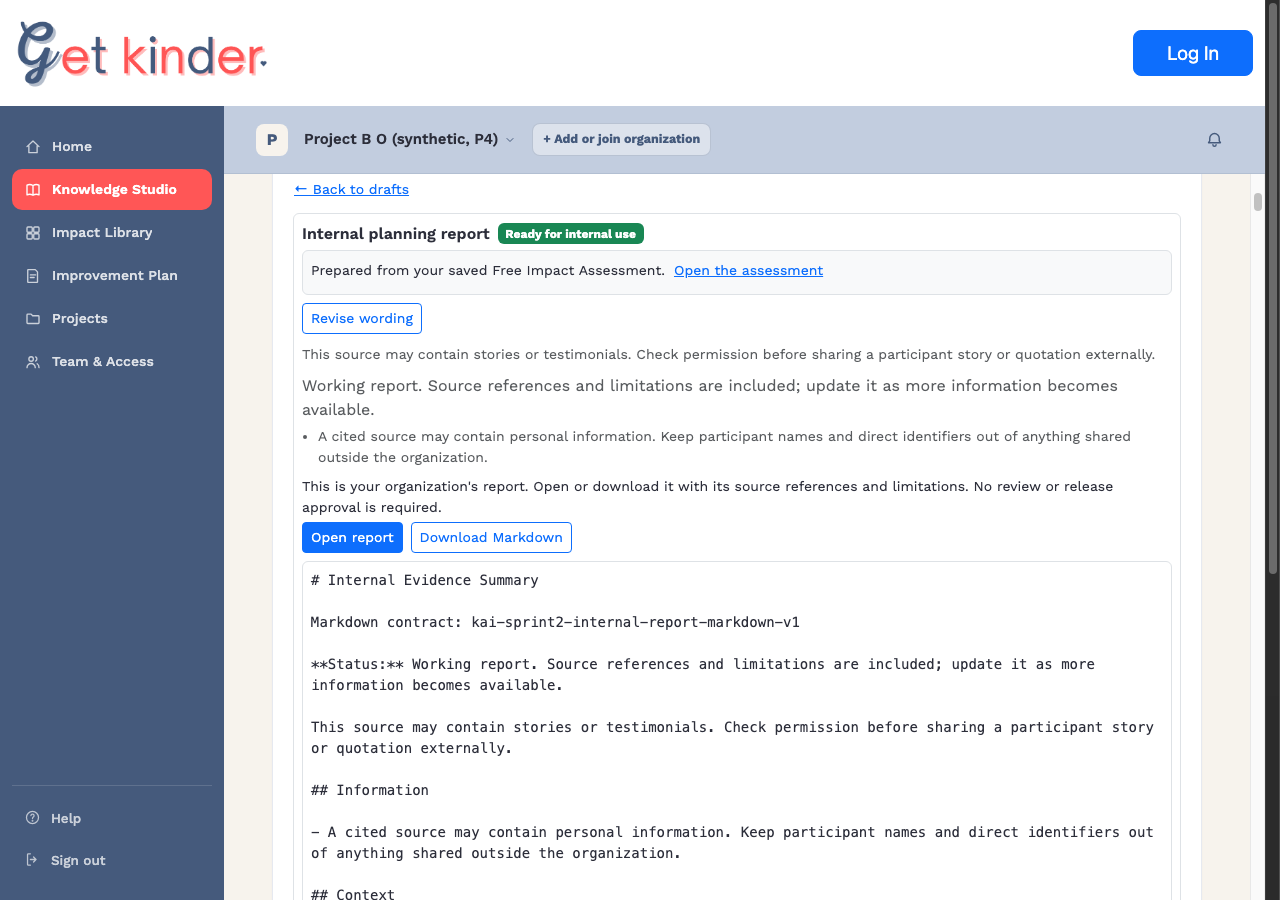 Get kinder.
Log In
Home
Knowledge Studio
Impact Library
Improvement Plan
Projects
Team & Access
Help
Sign out
P
Project B O (synthetic, P4)
+ Add or join organization
← Back to drafts
Internal planning report
Ready for internal use
Prepared from your saved Free Impact Assessment. Open the assessment
Revise wording
This source may contain stories or testimonials. Check permission before sharing a participant story or quotation externally.
Working report. Source references and limitations are included; update it as more information becomes
available.
• A cited source may contain personal information. Keep participant names and direct identifiers out of anything shared
outside the organization.
This is your organization's report. Open or download it with its source references and limitations. No review or release
approval is required.
Open report
Download Markdown
# Internal Evidence Summary
Markdown contract: kai-sprint2-internal-report-markdown-v1
**Status:** Working report. Source references and limitations are included; update it as more
information becomes available.
This source may contain stories or testimonials. Check permission before sharing a participant story
or quotation externally.
## Information
- A cited source may contain personal information. Keep participant names and direct identifiers out
of anything shared outside the organization.
## Context